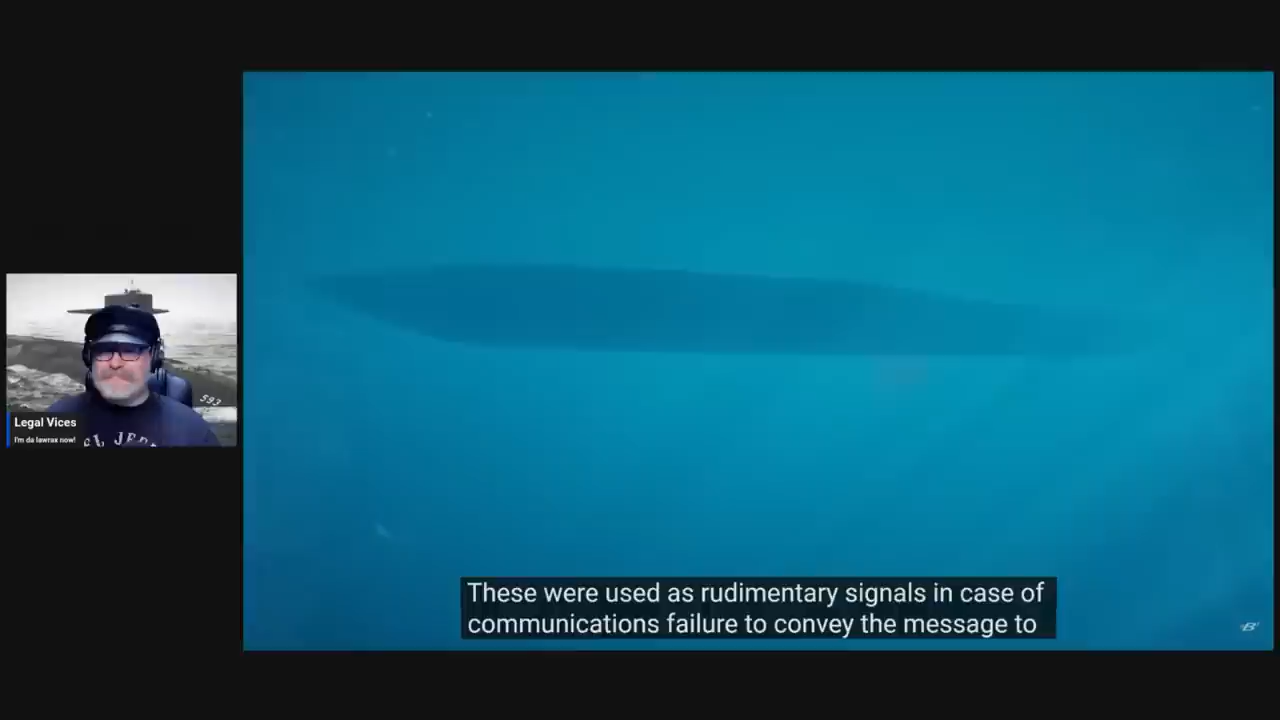 593
Legal Vices
I'm da lawrax now!
These were used as rudimentary signals in case of
communications failure to convey the message to